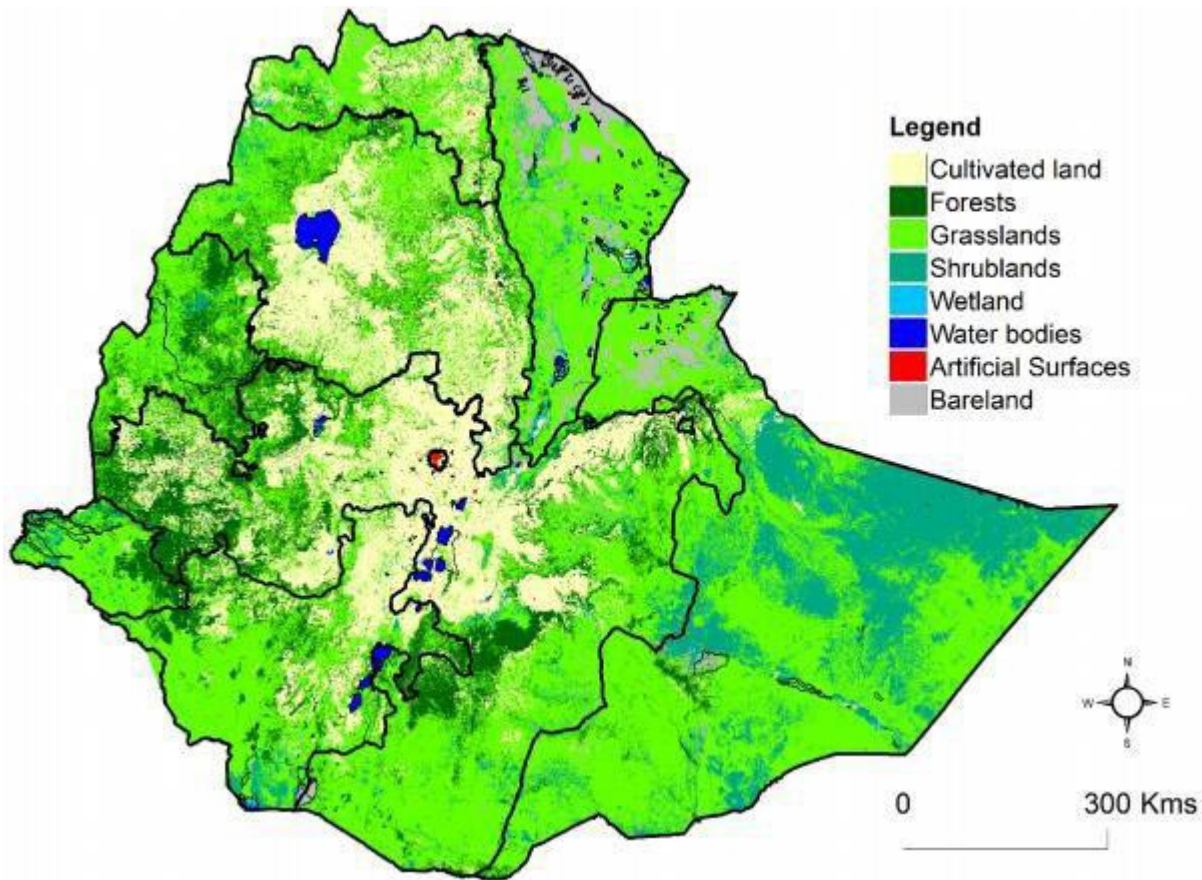 Legend
Cultivated land
Forests
Grasslands
Shrublands
Wetland
Water bodies
Artificial Surfaces
Bareland
N
W E
S
0 300 Kms